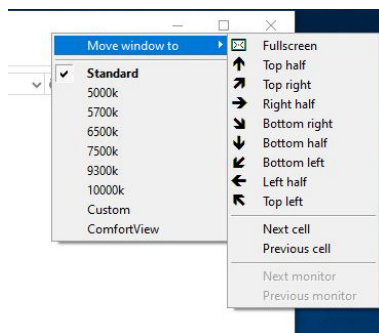 Move window to
Standard
5000k
5700k
6500k
7500k
9300k
10000k
Custom
ComfortView
Fullscreen
Top half
Top right
Right half
Bottom right
Bottom half
Bottom left
Left half
Top left
Next cell
Previous cell
Next monitor
Previous monitor